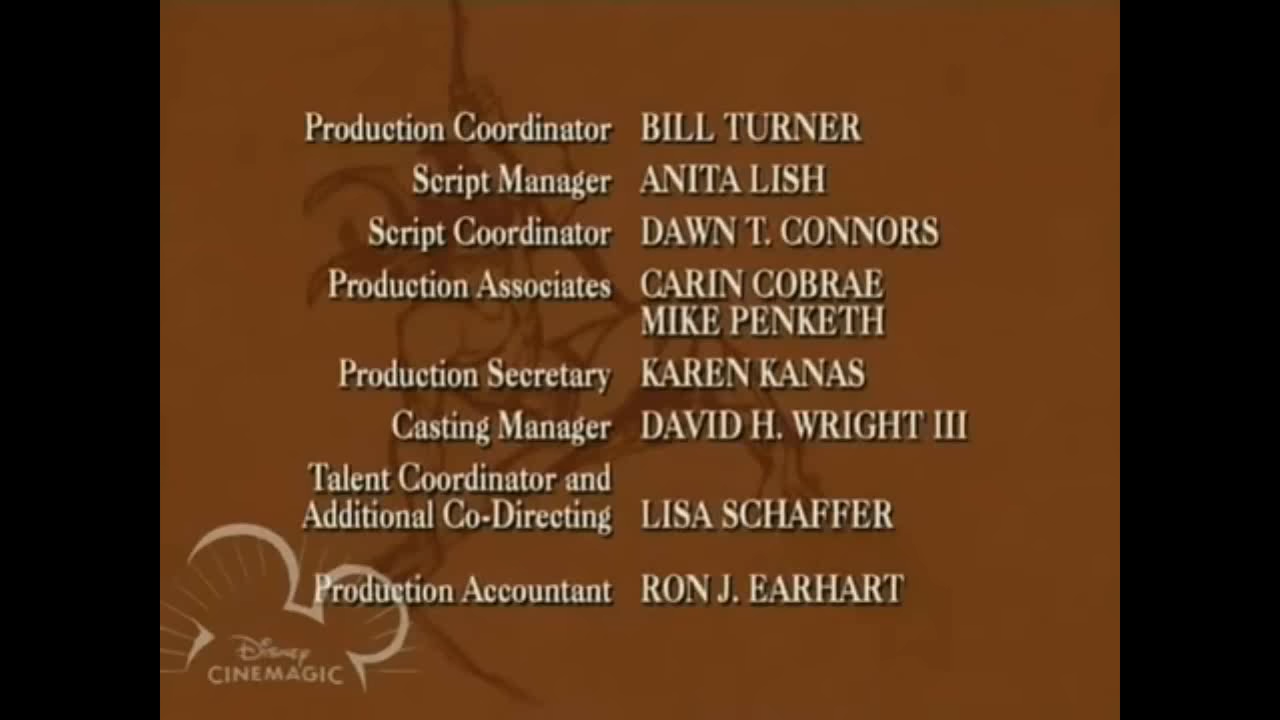 Production Coordinator BILL TURNER
Script Manager ANITA LISH
Script Coordinator DAWN T. CONNORS
Production Associates CARIN COBRAE
MIKE PENKETH
Production Secretary KAREN KANAS
Casting Manager DAVID H. WRIGHT III
Talent Coordinator and
Additional Co-Directing LISA SCHAFFER
Production Accountant RON J. EARHART
Disney
CINEMAGIC